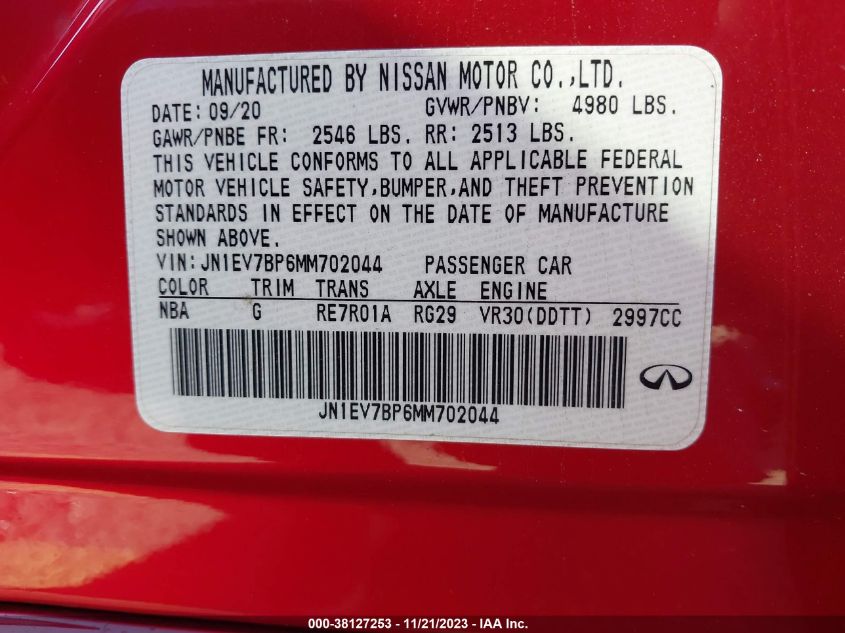 MANUFACTURED BY NISSAN MOTOR CO.,LTD.
DATE: 09/20 GVWR/PNBV: 4980 LBS.
GAWR/PNBE FR: 2546 LBS. RR: 2513 LBS.
THIS VEHICLE CONFORMS TO ALL APPLICABLE FEDERAL
MOTOR VEHICLE SAFETY,BUMPER,AND THEFT PREVENTION
STANDARDS IN EFFECT ON THE DATE OF MANUFACTURE
SHOWN ABOVE.
VIN:JN1EV7BP6MM702044 PASSENGER CAR
COLOR TRIM TRANS AXLE ENGINE
NBA G RE7R01A RG29 VR30(DDTT) 2997CC
JN1EV7BP6MM702044
000-38127253 - 11/21/2023 - IAA Inc.